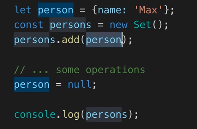 let person = {name: 'Max'};
const persons = new Set();
persons.add(person);
// ... some operations
person = null;
console.log(persons);